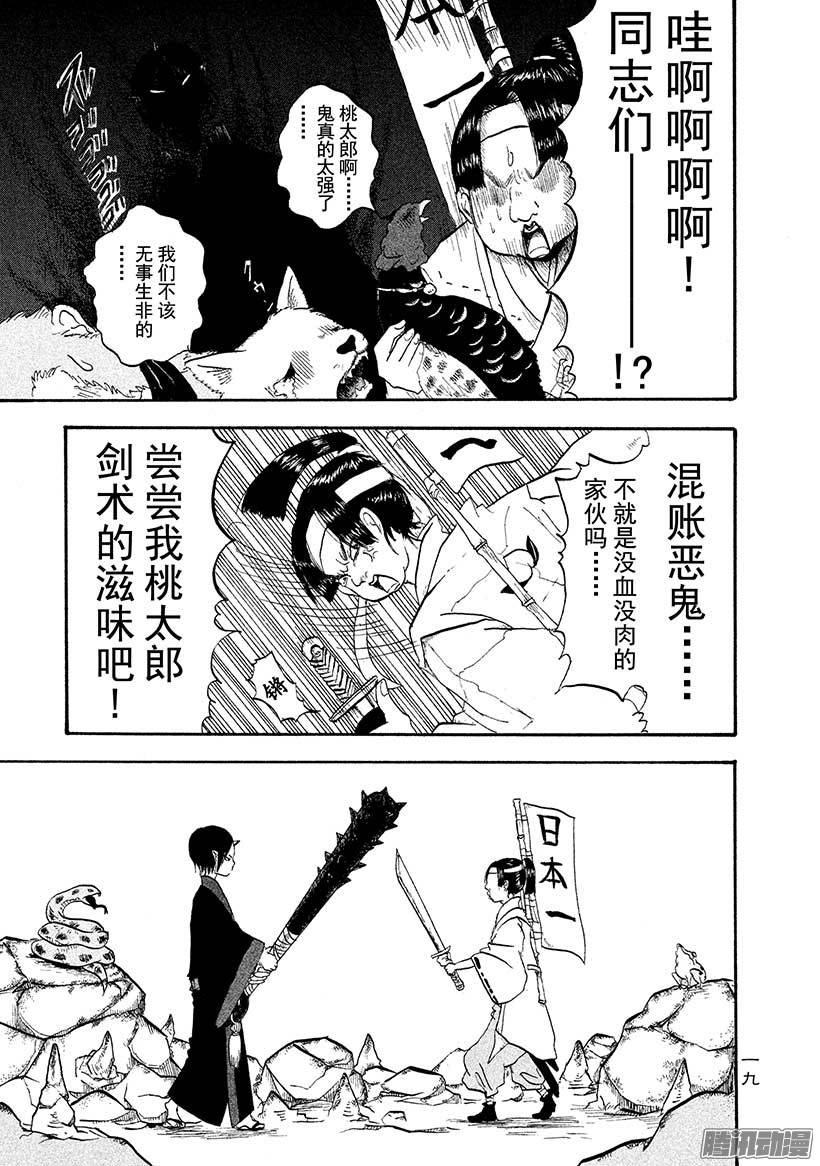 哇啊啊啊啊！
同志们——！？
本一
桃太郎啊……
鬼真的太强了
……
我们不该
无事生非的
……
混账恶鬼……
不就是没血没肉的
家伙吗……
一
锵
尝尝我桃太郎
剑术的滋味吧！
日本一
一九
腾讯动漫